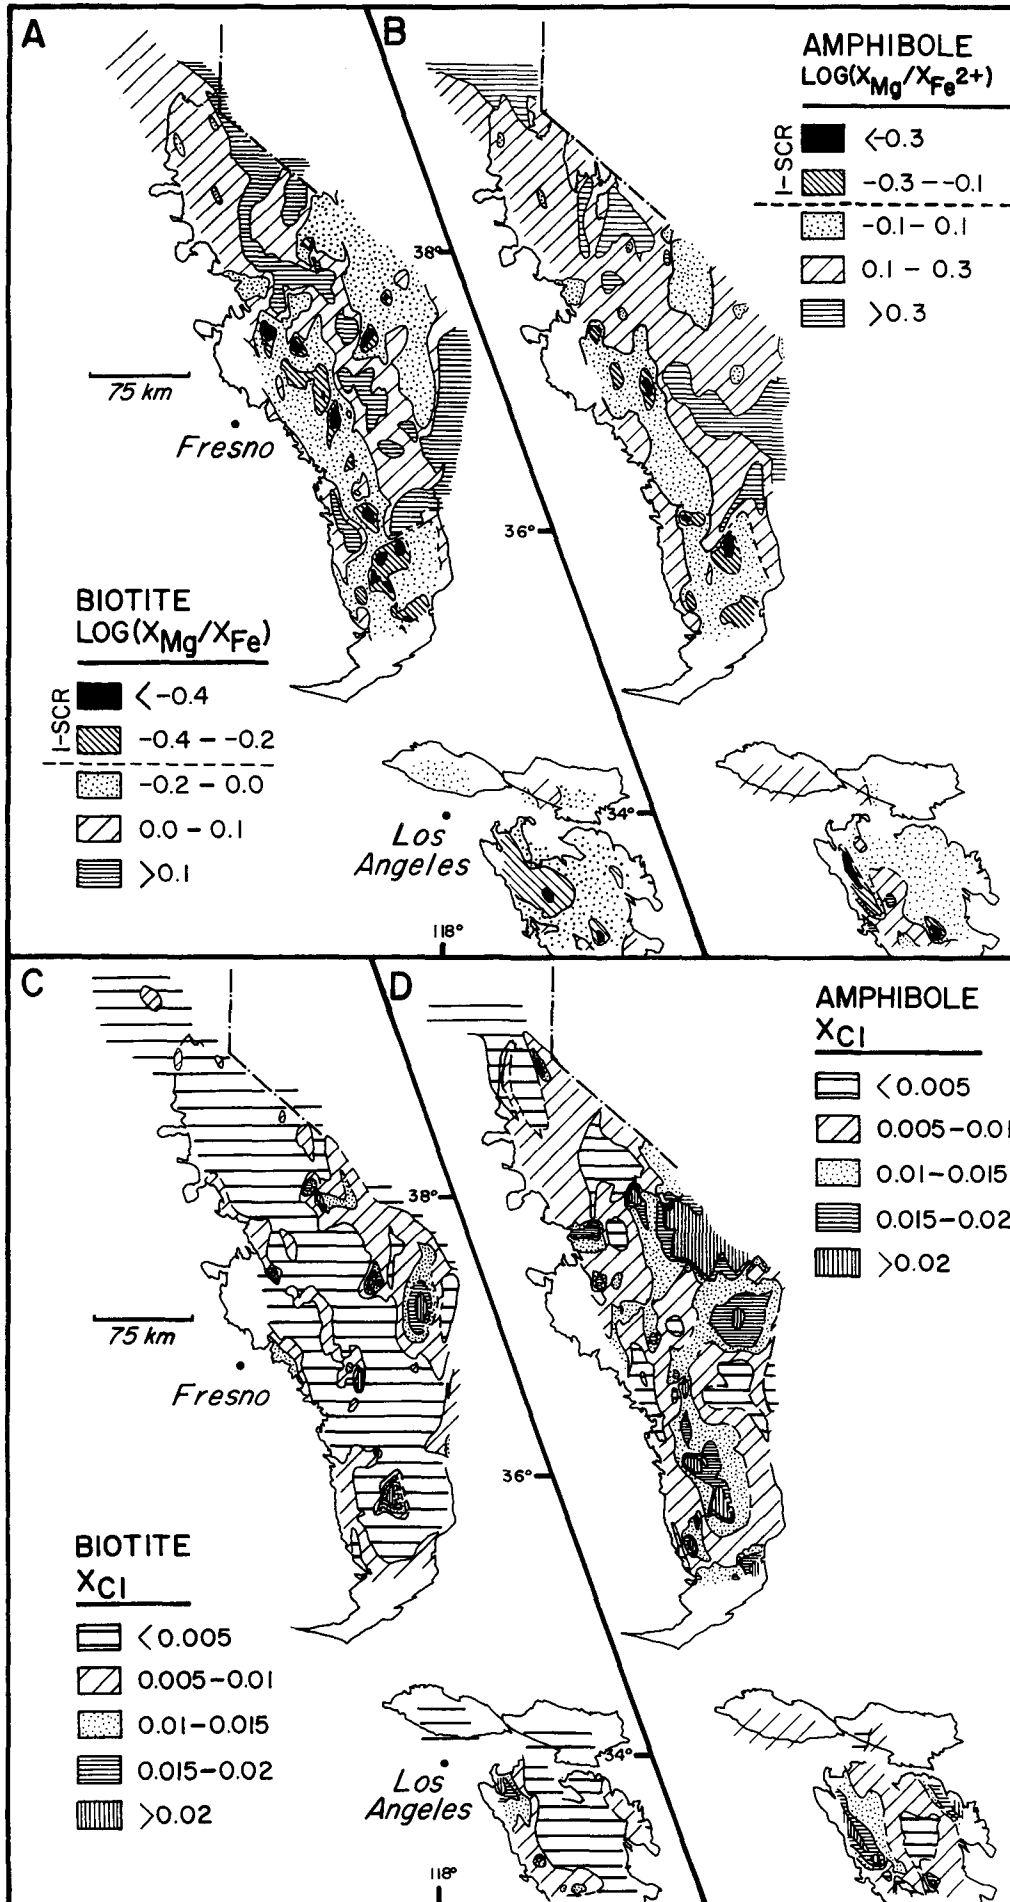 A
B
AMPHIBOLE
LOG(XMg/XFe2+)
I-SCR
<-0.3
-0.3--0.1
-0.1-0.1
0.1-0.3
>0.3
38°
75 km
Fresno
36°
BIOTITE
LOG(XMg/XFe)
I-SCR
<-0.4
-0.4--0.2
-0.2-0.0
0.0-0.1
>0.1
34°
Los
Angeles
118°
C
D
AMPHIBOLE
XCl
<0.005
0.005-0.01
0.01-0.015
0.015-0.02
>0.02
38°
75 km
Fresno
36°
BIOTITE
XCl
<0.005
0.005-0.01
0.01-0.015
0.015-0.02
>0.02
34°
Los
Angeles
118°